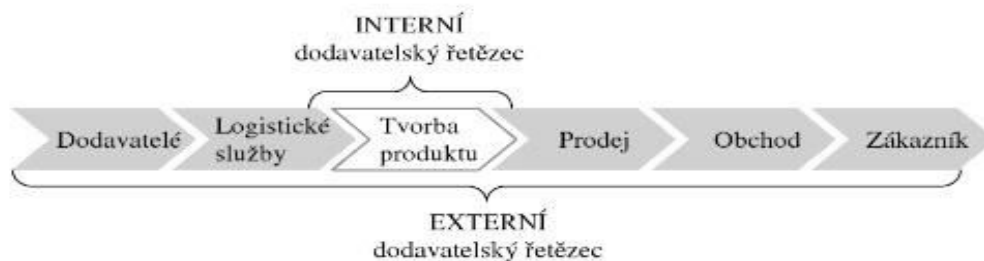 INTERNÍ
dodavatelský řetězec
Dodavatelé
Logistické
služby
Tvorba
produktu
Prodej
Obchod
Zákazník
EXTERNÍ
dodavatelský řetězec